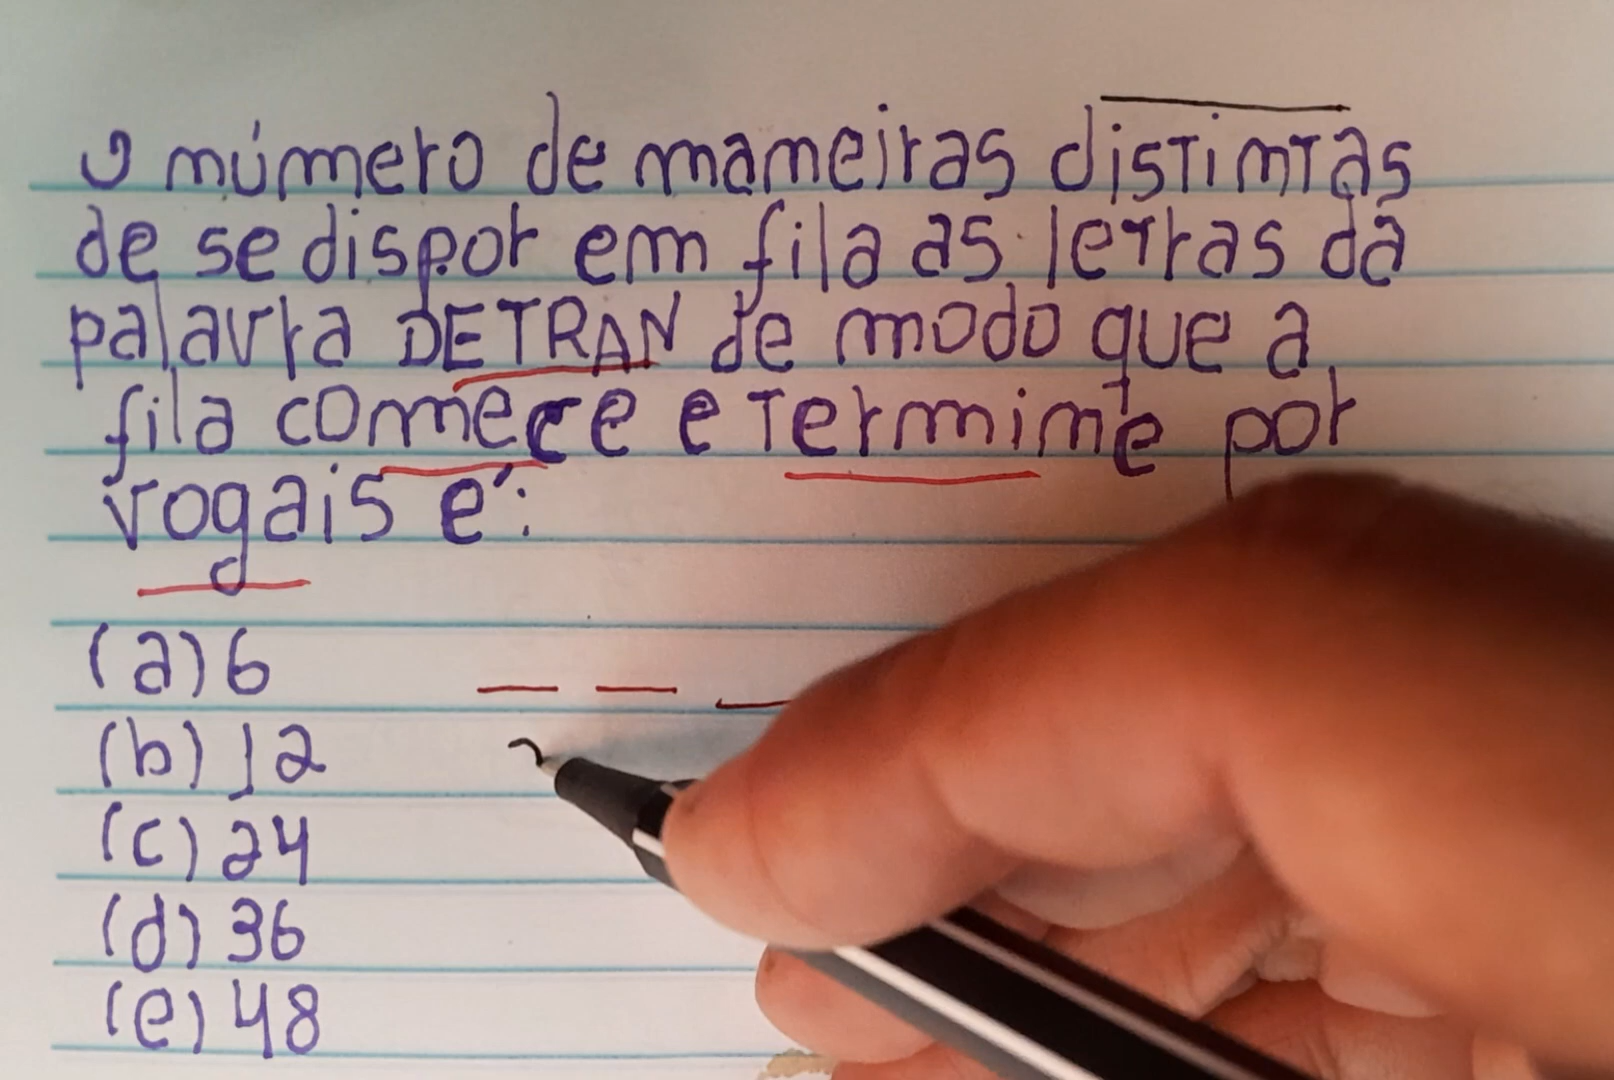 O número de maneiras distintas
de se dispor em fila as letras da
palavra DETRAN de modo que a
fila comece e termine por
vogais é:
(a) 6
(b) 12
(c) 24
(d) 36
(e) 48